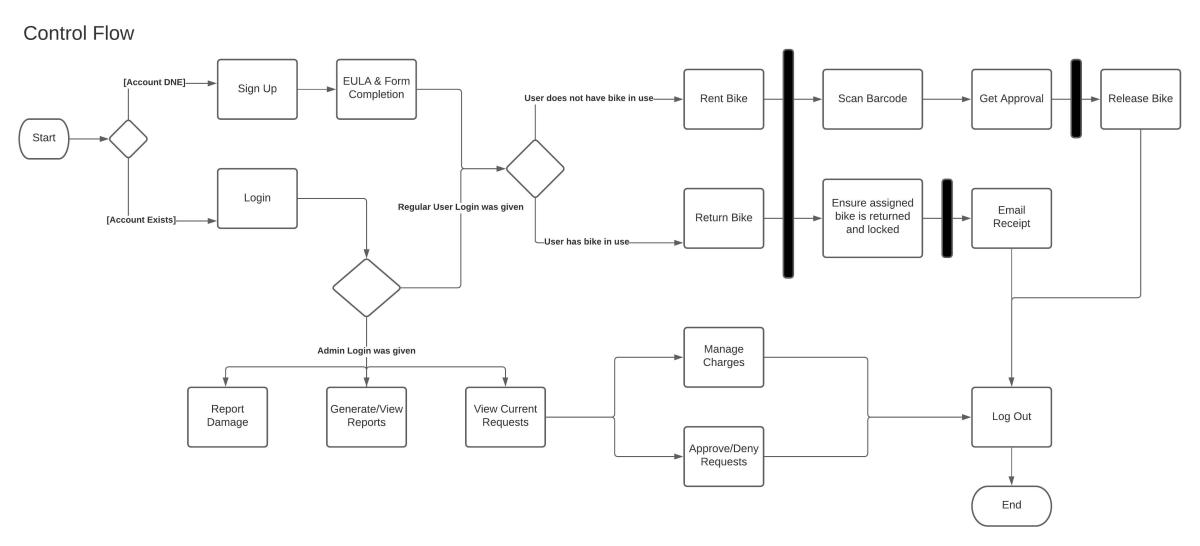 Control Flow
[Account DNE]
Sign Up
EULA & Form
Completion
Start
[Account Exists]
Login
Regular User Login was given
User does not have bike in use
User has bike in use
Rent Bike
Scan Barcode
Get Approval
Release Bike
Return Bike
Ensure assigned
bike is returned
and locked
Email
Receipt
Admin Login was given
Report
Damage
Generate/View
Reports
View Current
Requests
Manage
Charges
Approve/Deny
Requests
Log Out
End